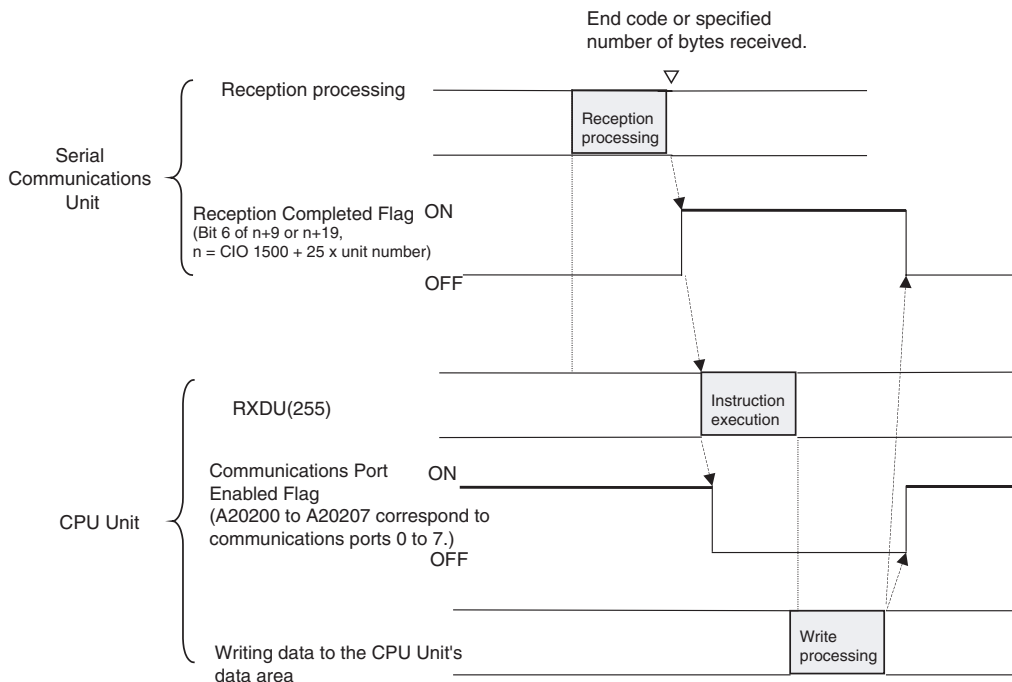 End code or specified
number of bytes received.
Reception processing
Reception
processing
Serial
Communications
Unit
Reception Completed Flag
(Bit 6 of n+9 or n+19,
n = CIO 1500 + 25 x unit number)
ON
OFF
RXDU(255)
Instruction
execution
CPU Unit
Communications Port
Enabled Flag
(A20200 to A20207 correspond to
communications ports 0 to 7.)
ON
OFF
Write
processing
Writing data to the CPU Unit's
data area